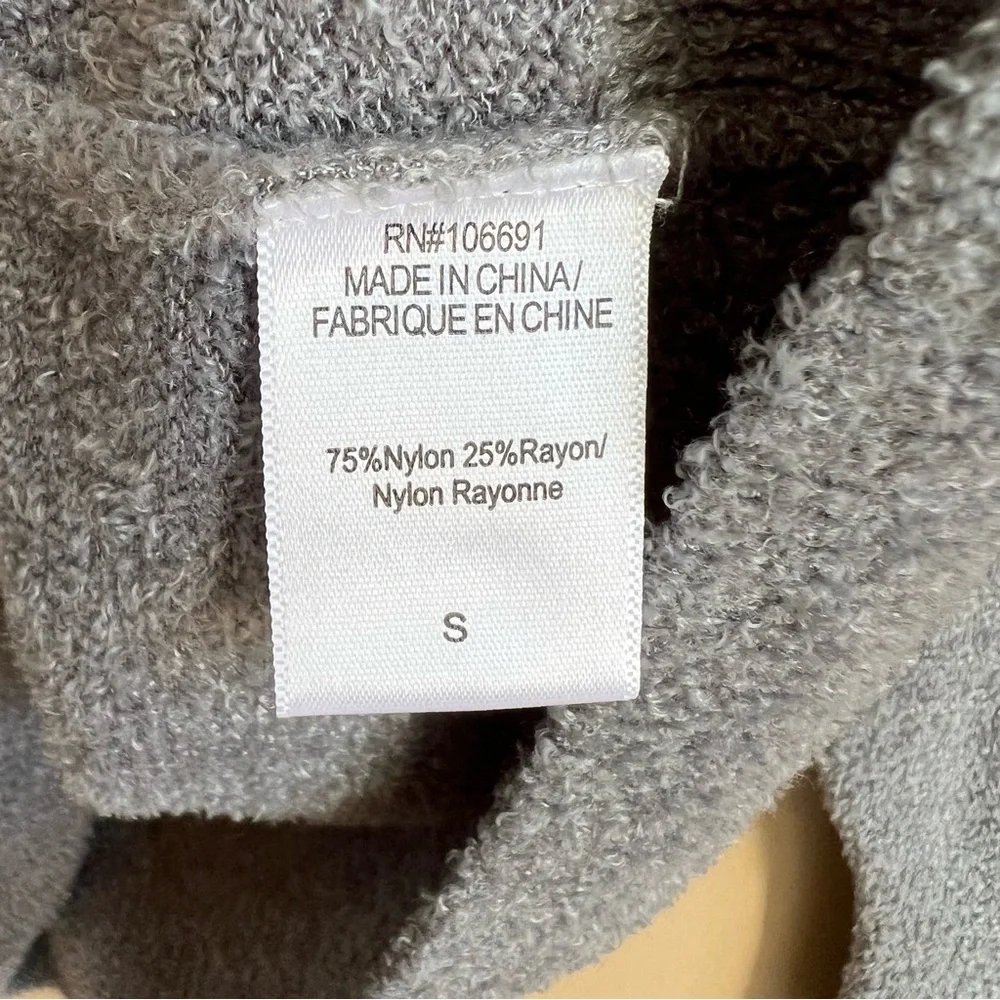 RN#106691
MADE IN CHINA/
FABRIQUE EN CHINE
75%Nylon 25%Rayon/
Nylon Rayonne
S